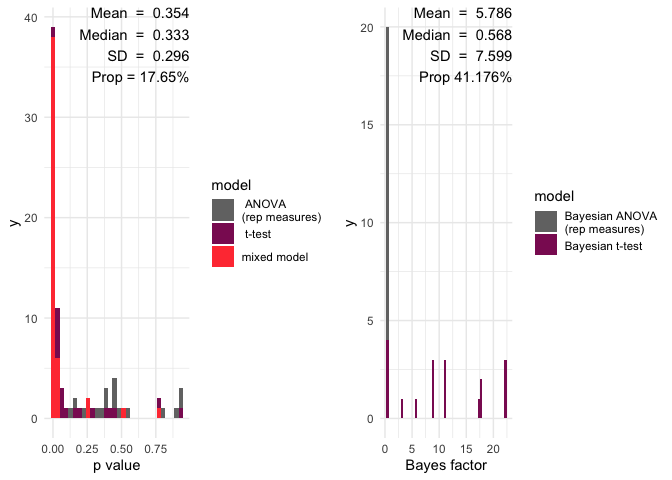 Mean = 0.354
Median = 0.333
SD = 0.296
Prop = 17.65%
40
30
20
10
0
y
0.00 0.25 0.50 0.75
p value
model
ANOVA
(rep measures)
t-test
mixed model
Mean = 5.786
Median = 0.568
SD = 7.599
Prop 41.176%
20
15
10
5
0
y
0 5 10 15 20
Bayes factor
model
Bayesian ANOVA
(rep measures)
Bayesian t-test